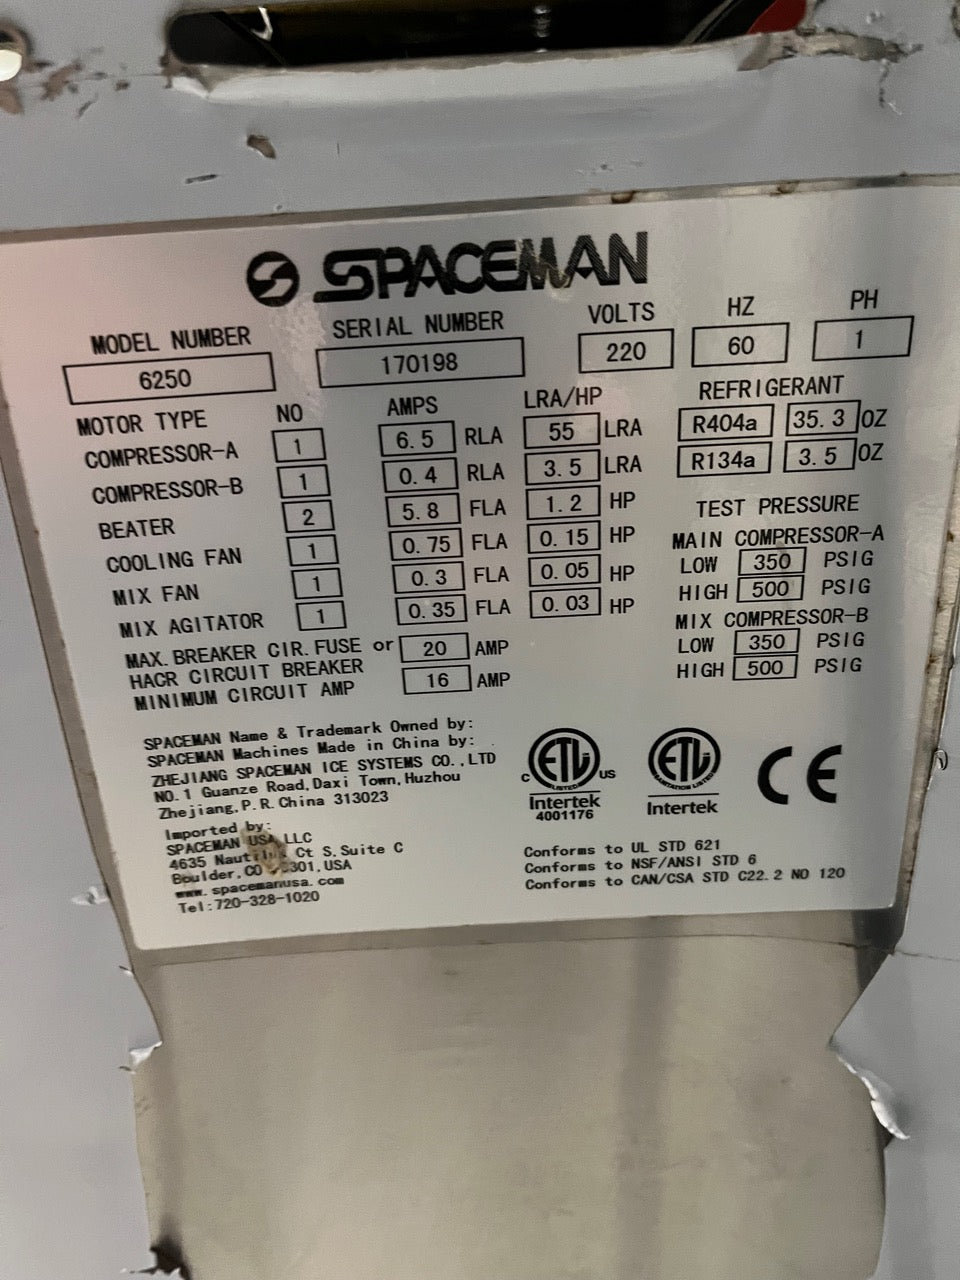 SPACEMAN
MODEL NUMBER SERIAL NUMBER VOLTS HZ PH
6250 170198 220 60 1
MOTOR TYPE NO AMPS LRA/HP REFRIGERANT
COMPRESSOR-A 1 6.5 RLA 55 LRA R404a 35.3 OZ
COMPRESSOR-B 1 0.4 RLA 3.5 LRA R134a 3.5 OZ
BEATER 2 5.8 FLA 1.2 HP TEST PRESSURE
COOLING FAN 1 0.75 FLA 0.15 HP MAIN COMPRESSOR-A
LOW 350 PSIG
MIX FAN 1 0.3 FLA 0.05 HP HIGH 500 PSIG
MIX AGITATOR 1 0.35 FLA 0.03 HP MIX COMPRESSOR-B
MAX. BREAKER CIR. FUSE or 20 AMP LOW 350 PSIG
HACR CIRCUIT BREAKER
MINIMUM CIRCUIT AMP 16 AMP HIGH 500 PSIG
SPACEMAN Name & Trademark Owned by:
SPACEMAN Machines Made in China by:
ZHEJIANG SPACEMAN ICE SYSTEMS CO.,LTD
NO.1 Guanze Road, Daxi Town, Huzhou
Zhejiang, P.R. China 313023
Imported by:
SPACEMAN USA LLC
4635 Ct S. Suite C
Boulder, CO USA
www.spacemanusa.com
Tel:720-328-1020
C ETL US
LISTED
Intertek
4001176
ETL
SANITATION LISTED
Intertek
CE
Conforms to UL STD 621
Conforms to NSF/ANSI STD 6
Conforms to CAN/CSA STD C22.2 NO 120